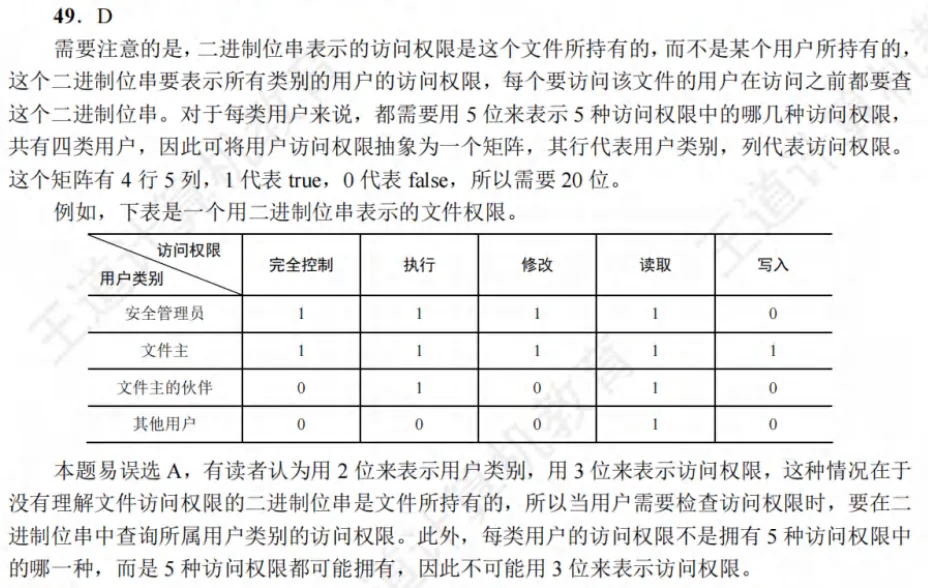 49．D
需要注意的是，二进制位串表示的访问权限是这个文件所持有的，而不是某个用户所持有的，
这个二进制位串要表示所有类别的用户的访问权限，每个要访问该文件的用户在访问之前都要查
这个二进制位串。对于每类用户来说，都需要用 5 位来表示 5 种访问权限中的哪几种访问权限，
共有四类用户，因此可将用户访问权限抽象为一个矩阵，其行代表用户类别，列代表访问权限。
这个矩阵有 4 行 5 列，1 代表 true，0 代表 false，所以需要 20 位。
例如，下表是一个用二进制位串表示的文件权限。
访问权限 用户类别 完全控制 执行 修改 读取 写入
安全管理员 1 1 1 1 0
文件主 1 1 1 1 1
文件主的伙伴 0 1 0 1 0
其他用户 0 0 0 1 0
本题易误选 A，有读者认为用 2 位来表示用户类别，用 3 位来表示访问权限，这种情况在于
没有理解文件访问权限的二进制位串是文件所持有的，所以当用户需要检查访问权限时，要在二
进制位串中查询所属用户类别的访问权限。此外，每类用户的访问权限不是拥有 5 种访问权限中
的哪一种，而是 5 种访问权限都可能拥有，因此不可能用 3 位来表示访问权限。
王道计算机教育